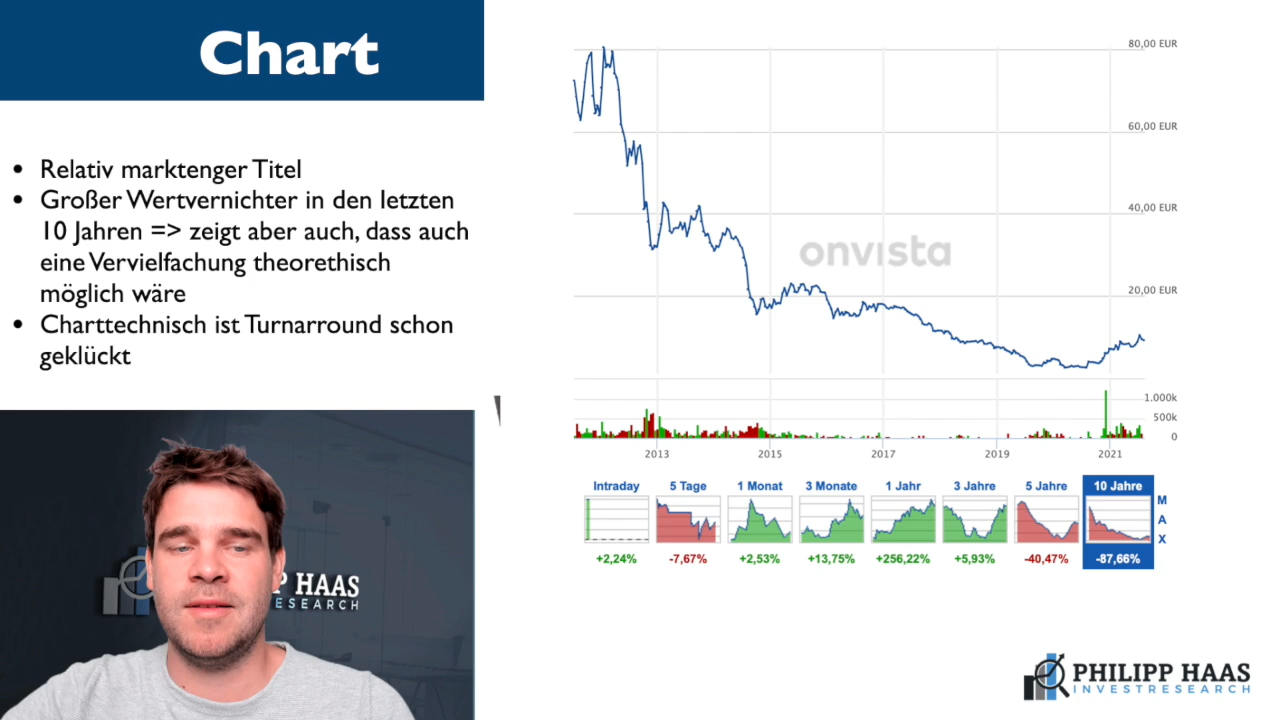 Chart
• Relativ marktenger Titel
• Großer Wertvernichter in den letzten
10 Jahren => zeigt aber auch, dass auch
eine Vervielfachung theorethisch
möglich wäre
• Charttechnisch ist Turnarround schon
geklückt
80,00 EUR
60,00 EUR
40,00 EUR
onvista
20,00 EUR
1.000k
500k
0
2013 2015 2017 2019 2021
Intraday 5 Tage 1 Monat 3 Monate 1 Jahr 3 Jahre 5 Jahre 10 Jahre
M
A
X
+2,24% -7,67% +2,53% +13,75% +256,22% +5,93% -40,47% -87,66%
P HAAS
ESEARCH
PHILIPP HAAS
INVESTRESEARCH